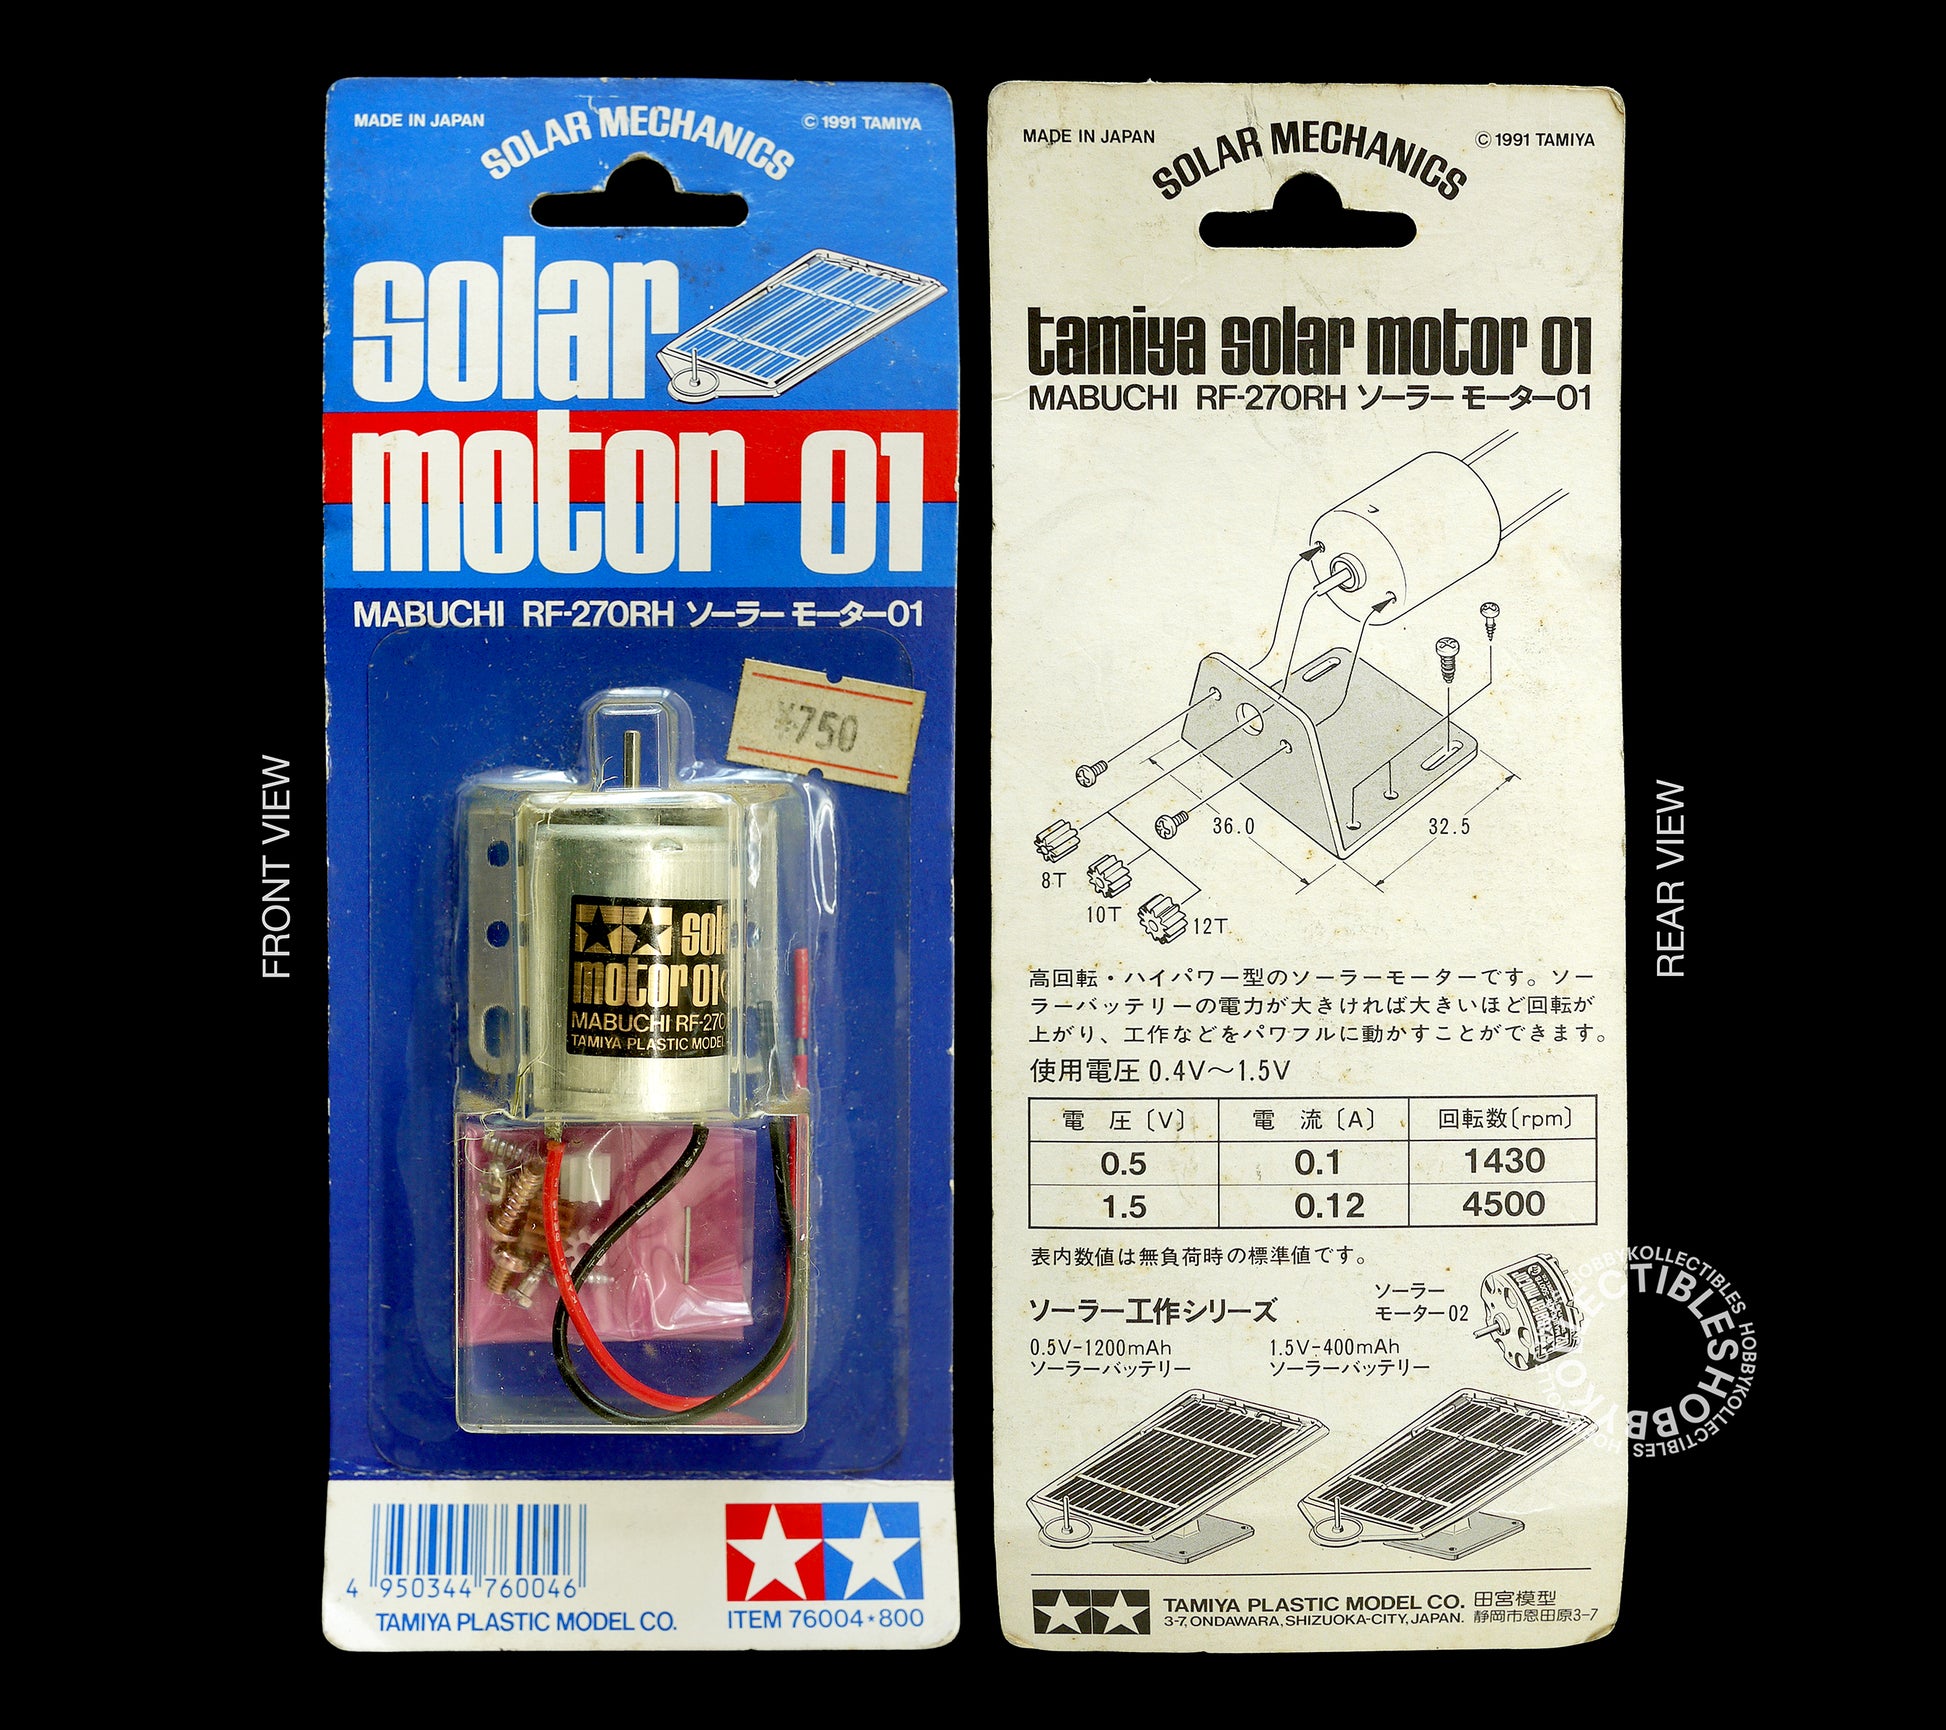 FRONT VIEW
MADE IN JAPAN
© 1991 TAMIYA
SOLAR MECHANICS
solar
motor 01
MABUCHI RF-270RH ソーラー モーター01
¥750
sol
motor 01
MABUCHI RF-270
TAMIYA PLASTIC MODEL
4 950344 760046
TAMIYA PLASTIC MODEL CO.
ITEM 76004★800
MADE IN JAPAN
© 1991 TAMIYA
SOLAR MECHANICS
tamiya solar motor 01
MABUCHI RF-270RH ソーラー モーター01
36.0
32.5
8T
10T
12T
高回転・ハイパワー型のソーラーモーターです。ソー
ラーバッテリーの電力が大きければ大きいほど回転が
上がり、工作などをパワフルに動かすことができます。
使用電圧 0.4V〜1.5V
電 圧〔V〕 電 流〔A〕 回転数〔rpm〕
0.5 0.1 1430
1.5 0.12 4500
表内数値は無負荷時の標準値です。
ソーラー工作シリーズ
ソーラー
モーター02
0.5V-1200mAh
ソーラーバッテリー
1.5V-400mAh
ソーラーバッテリー
TAMIYA PLASTIC MODEL CO. 田宮模型
3-7, ONDAWARA, SHIZUOKA-CITY, JAPAN. 静岡市恩田原3-7
REAR VIEW
HOBBYKOLLECTIBLES